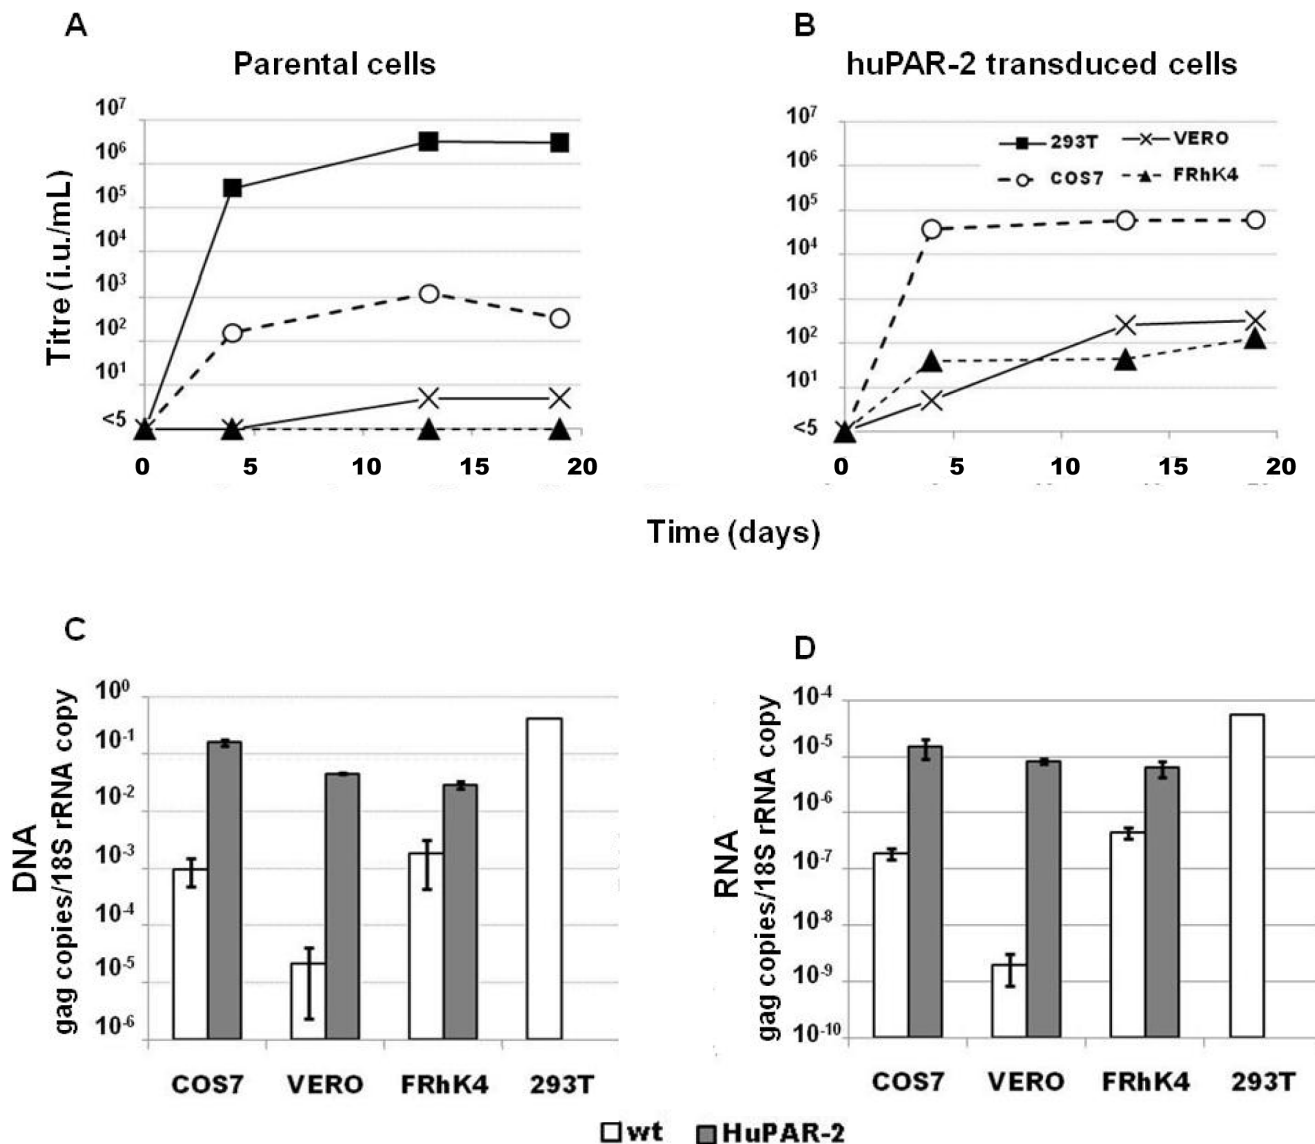 A
Parental cells
Titre (i.u./mL)
10⁷
10⁶
10⁵
10⁴
10³
10²
10¹
<5
0 5 10 15 20
B
huPAR-2 transduced cells
10⁷
10⁶
10⁵
10⁴
10³
10²
10¹
<5
293T VERO
COS7 FRhK4
0 5 10 15 20
Time (days)
C
DNA
gag copies/18S rRNA copy
10⁰
10⁻¹
10⁻²
10⁻³
10⁻⁴
10⁻⁵
10⁻⁶
COS7 VERO FRhK4 293T
D
RNA
gag copies/18S rRNA copy
10⁻⁴
10⁻⁵
10⁻⁶
10⁻⁷
10⁻⁸
10⁻⁹
10⁻¹⁰
COS7 VERO FRhK4 293T
wt HuPAR-2